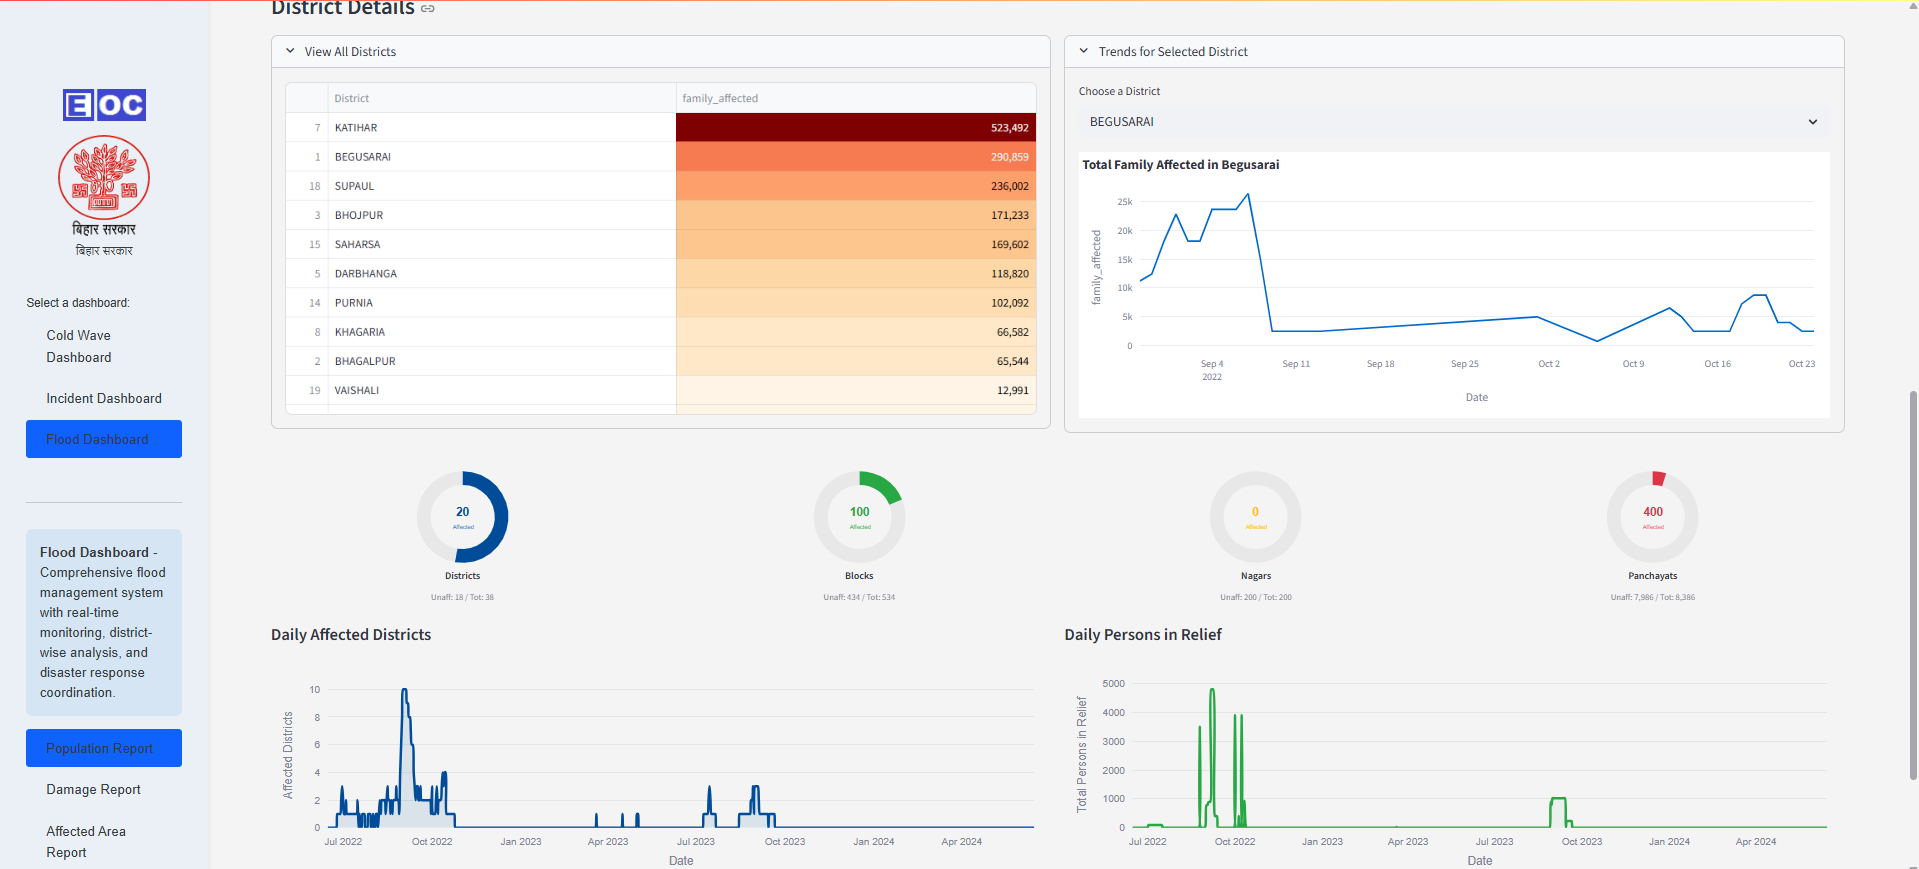 EOC
बिहार सरकार
बिहार सरकार
Select a dashboard:
Cold Wave
Dashboard
Incident Dashboard
Flood Dashboard
Flood Dashboard -
Comprehensive flood
management system
with real-time
monitoring, district-
wise analysis, and
disaster response
coordination.
Population Report
Damage Report
Affected Area
Report
District Details
View All Districts
District family_affected
7 KATIHAR 523,492
1 BEGUSARAI 290,859
18 SUPAUL 236,002
3 BHOJPUR 171,233
15 SAHARSA 169,602
5 DARBHANGA 118,820
14 PURNIA 102,092
8 KHAGARIA 66,582
2 BHAGALPUR 65,544
19 VAISHALI 12,991
Trends for Selected District
Choose a District
BEGUSARAI
Total Family Affected in Begusarai
family_affected
25k
20k
15k
10k
5k
0
Sep 4 Sep 11 Sep 18 Sep 25 Oct 2 Oct 9 Oct 16 Oct 23
2022
Date
20
Affected
Districts
Unaff: 18 / Tot: 38
100
Affected
Blocks
Unaff: 434 / Tot: 534
0
Affected
Nagars
Unaff: 200 / Tot: 200
400
Affected
Panchayats
Unaff: 7,986 / Tot: 8,386
Daily Affected Districts
Affected Districts
10
8
6
4
2
0
Jul 2022 Oct 2022 Jan 2023 Apr 2023 Jul 2023 Oct 2023 Jan 2024 Apr 2024
Date
Daily Persons in Relief
Total Persons in Relief
5000
4000
3000
2000
1000
0
Jul 2022 Oct 2022 Jan 2023 Apr 2023 Jul 2023 Oct 2023 Jan 2024 Apr 2024
Date